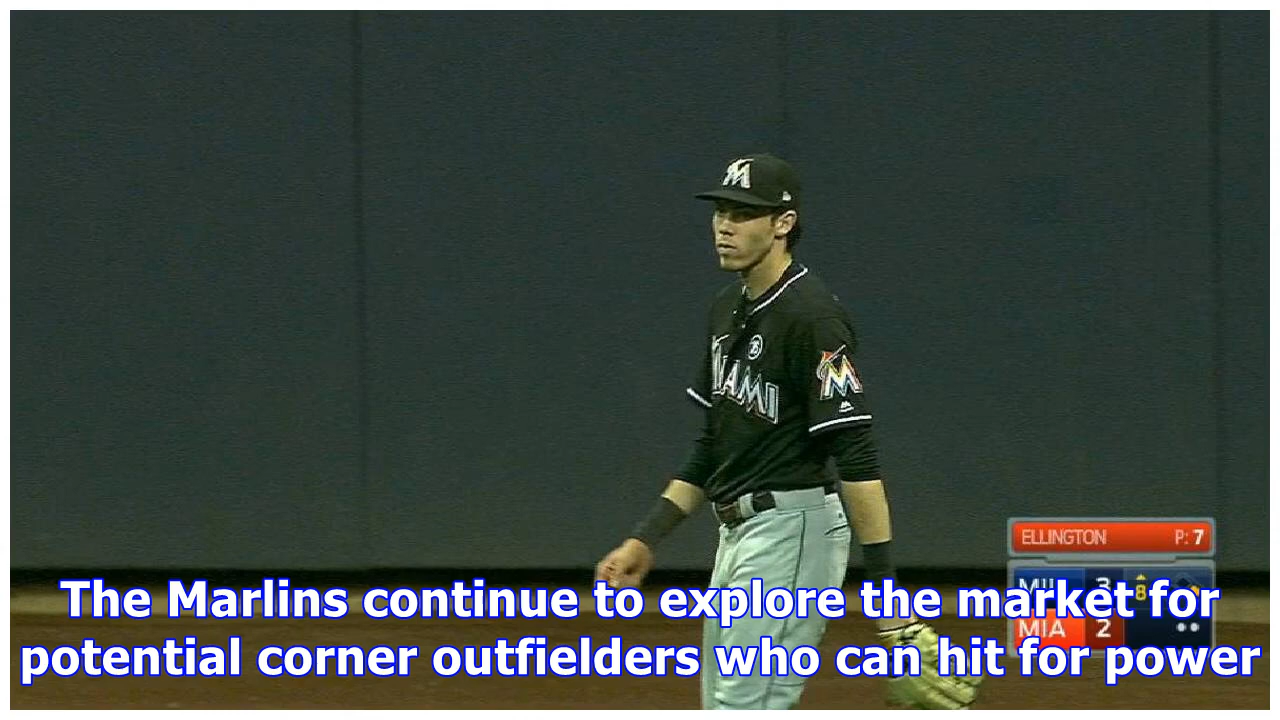 M
MIAMI
M
ELLINGTON P: 7
MIL 3 8
MIA 2
The Marlins continue to explore the market for
potential corner outfielders who can hit for power